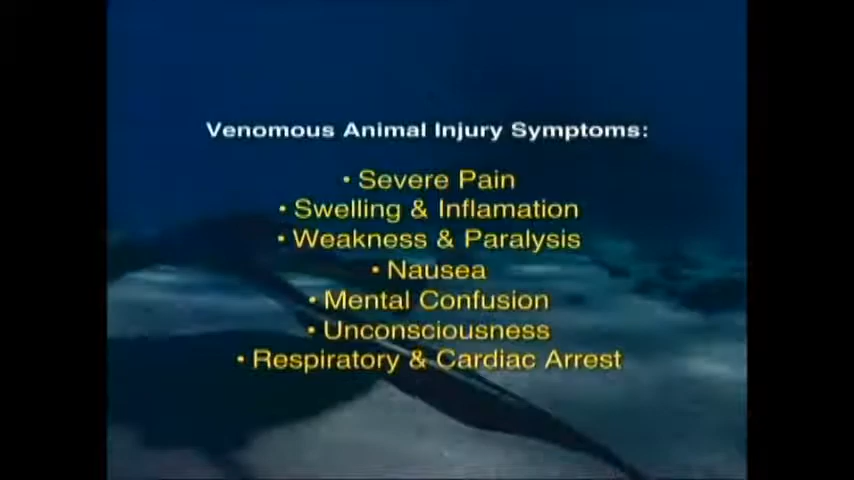 Venomous Animal Injury Symptoms:
• Severe Pain
• Swelling & Inflamation
• Weakness & Paralysis
• Nausea
• Mental Confusion
• Unconsciousness
• Respiratory & Cardiac Arrest